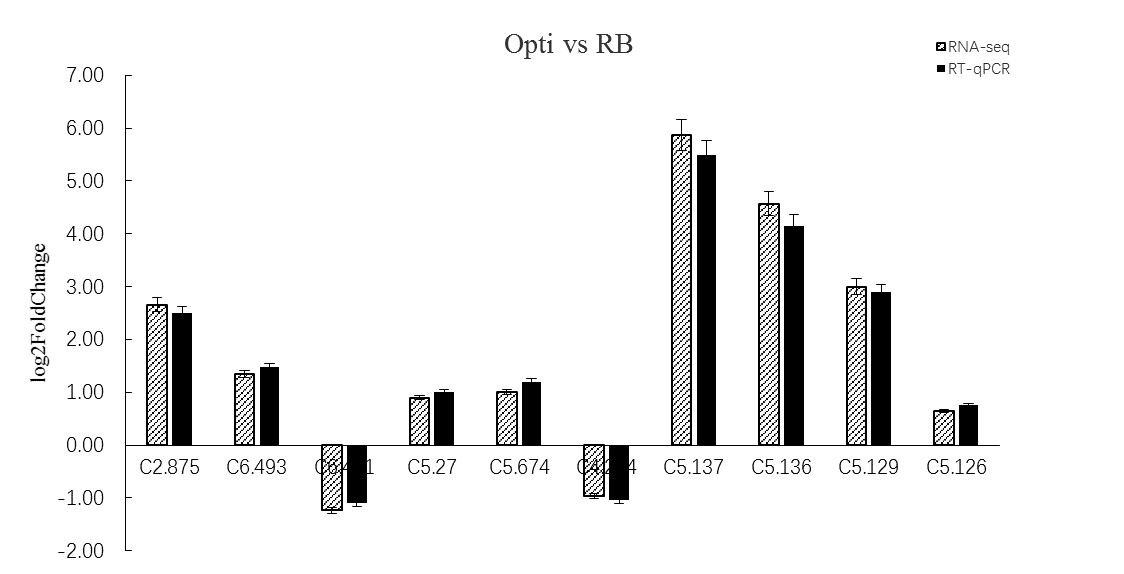 Opti vs RB
RNA-seq
RT-qPCR
log2FoldChange
7.00
6.00
5.00
4.00
3.00
2.00
1.00
0.00
-1.00
-2.00
C2.875
C6.493
C5.27
C5.674
C5.137
C5.136
C5.129
C5.126